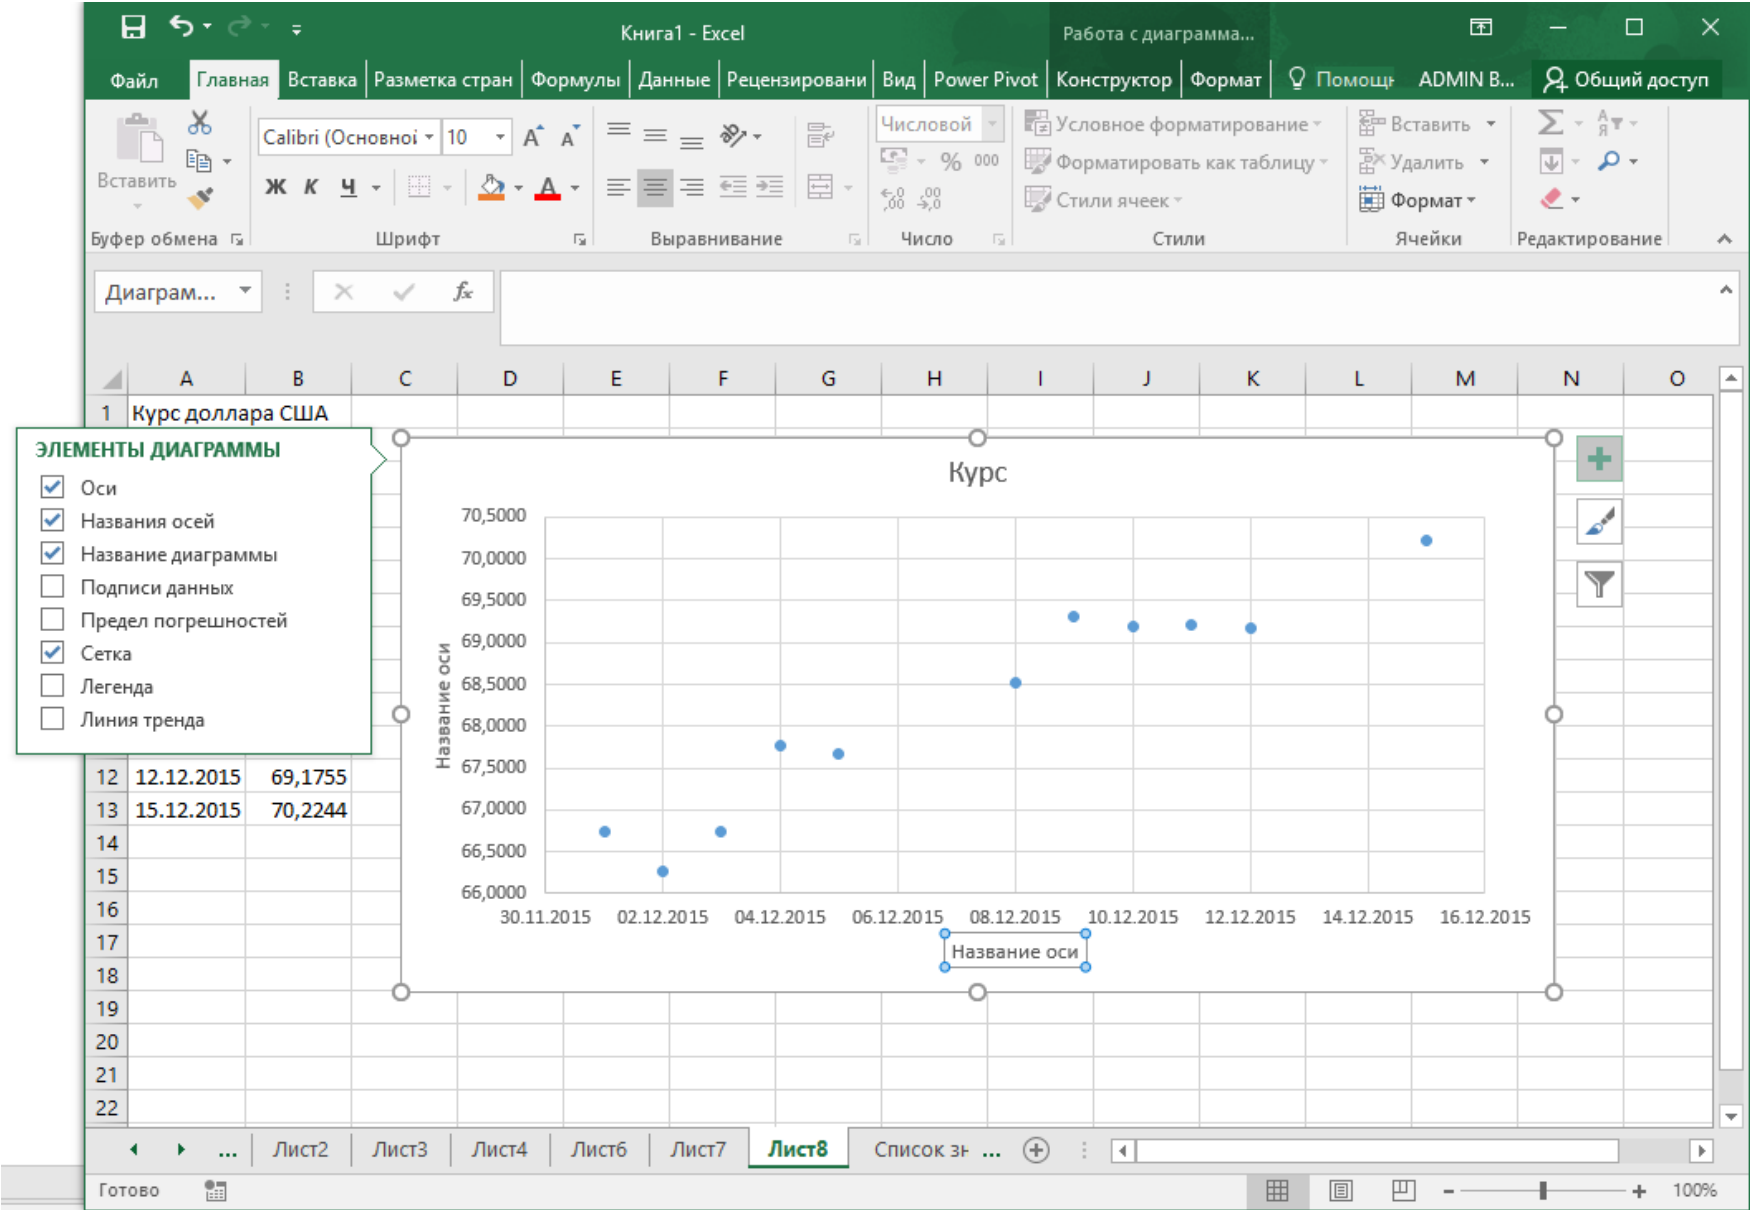 Книга1 - Excel
Работа с диаграмма...
Файл Главная Вставка Разметка стран Формулы Данные Рецензировани Вид Power Pivot Конструктор Формат Помощн ADMIN B... Общий доступ
Вставить
Calibri (Основної 10
Ж К Ч
Числовой
% 000
Условное форматирование
Форматировать как таблицу
Стили ячеек
Вставить
Удалить
Формат
Буфер обмена Шрифт Выравнивание Число Стили Ячейки Редактирование
Диаграм... fx
A B C D E F G H I J K L M N O
1 Курс доллара США
ЭЛЕМЕНТЫ ДИАГРАММЫ
Оси
Названия осей
Название диаграммы
Подписи данных
Предел погрешностей
Сетка
Легенда
Линия тренда
Курс
70,5000
70,0000
69,5000
69,0000
68,5000
68,0000
67,5000
67,0000
66,5000
66,0000
Название оси
30.11.2015 02.12.2015 04.12.2015 06.12.2015 08.12.2015 10.12.2015 12.12.2015 14.12.2015 16.12.2015
Название оси
12 12.12.2015 69,1755
13 15.12.2015 70,2244
14
15
16
17
18
19
20
21
22
... Лист2 Лист3 Лист4 Лист6 Лист7 Лист8 Список зн ...
Готово 100%